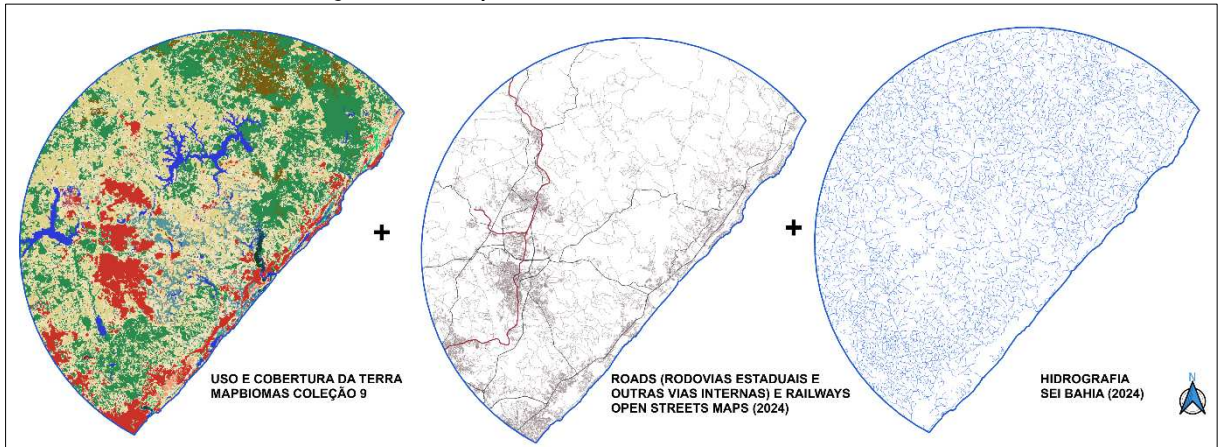 +
+
USO E COBERTURA DA TERRA
MAPBIOMAS COLEÇÃO 9
ROADS (RODOVIAS ESTADUAIS E
OUTRAS VIAS INTERNAS) E RAILWAYS
OPEN STREETS MAPS (2024)
HIDROGRAFIA
SEI BAHIA (2024)
N